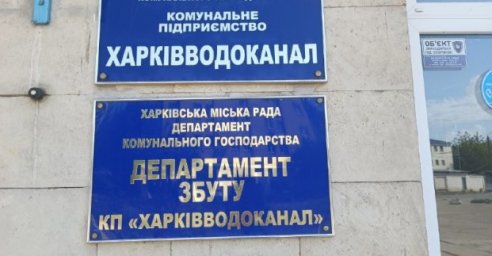 КОМУНАЛЬНЕ
ПІДПРИЄМСТВО
ХАРКІВВОДОКАНАЛ
ХАРКІВСЬКА МІСЬКА РАДА
ДЕПАРТАМЕНТ
КОМУНАЛЬНОГО ГОСПОДАРСТВА
ДЕПАРТАМЕНТ
ЗБУТУ
КП «ХАРКІВВОДОКАНАЛ»
ОБ'ЄКТ